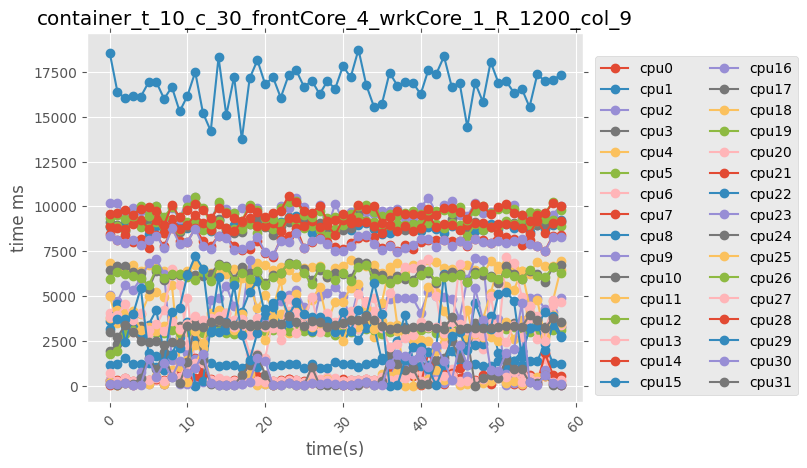 container_t_10_c_30_frontCore_4_wrkCore_1_R_1200_col_9
17500
15000
12500
10000
7500
5000
2500
0
time ms
0
10
20
30
40
50
60
time(s)
cpu0
cpu1
cpu2
cpu3
cpu4
cpu5
cpu6
cpu7
cpu8
cpu9
cpu10
cpu11
cpu12
cpu13
cpu14
cpu15
cpu16
cpu17
cpu18
cpu19
cpu20
cpu21
cpu22
cpu23
cpu24
cpu25
cpu26
cpu27
cpu28
cpu29
cpu30
cpu31